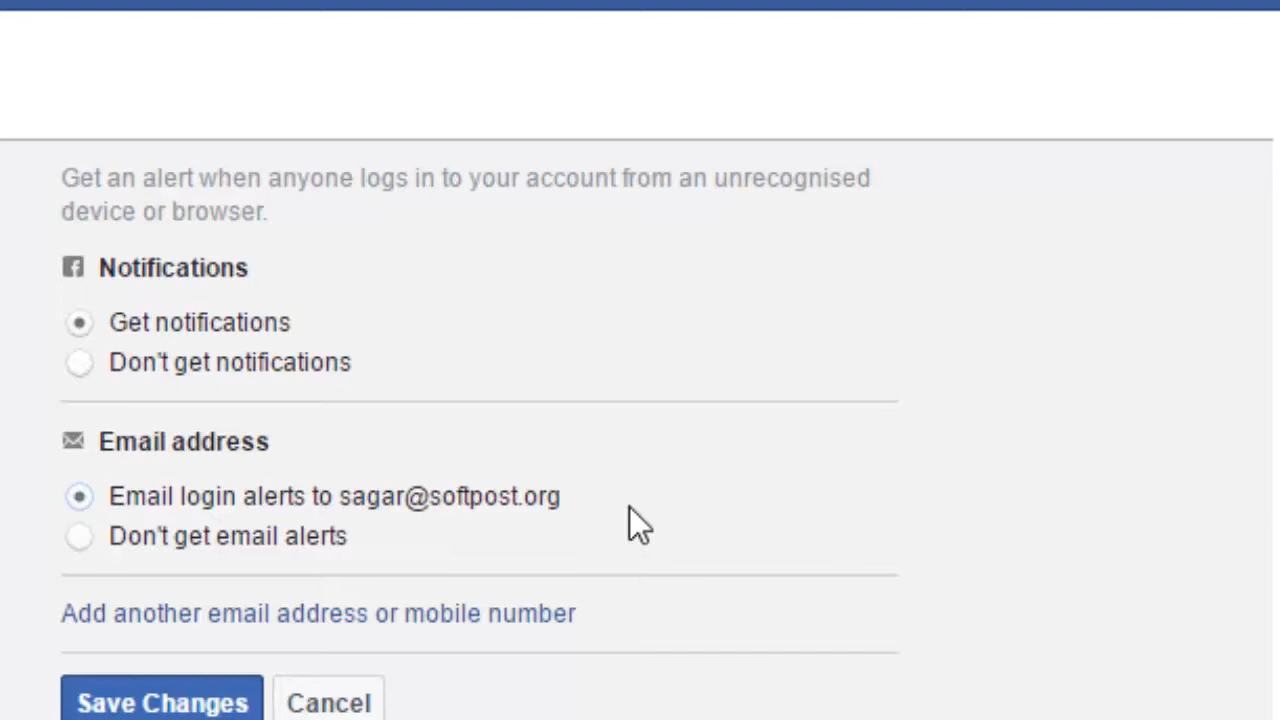 Get an alert when anyone logs in to your account from an unrecognised
device or browser.
Notifications
Get notifications
Don't get notifications
Email address
Email login alerts to sagar@softpost.org
Don't get email alerts
Add another email address or mobile number
Save Changes Cancel